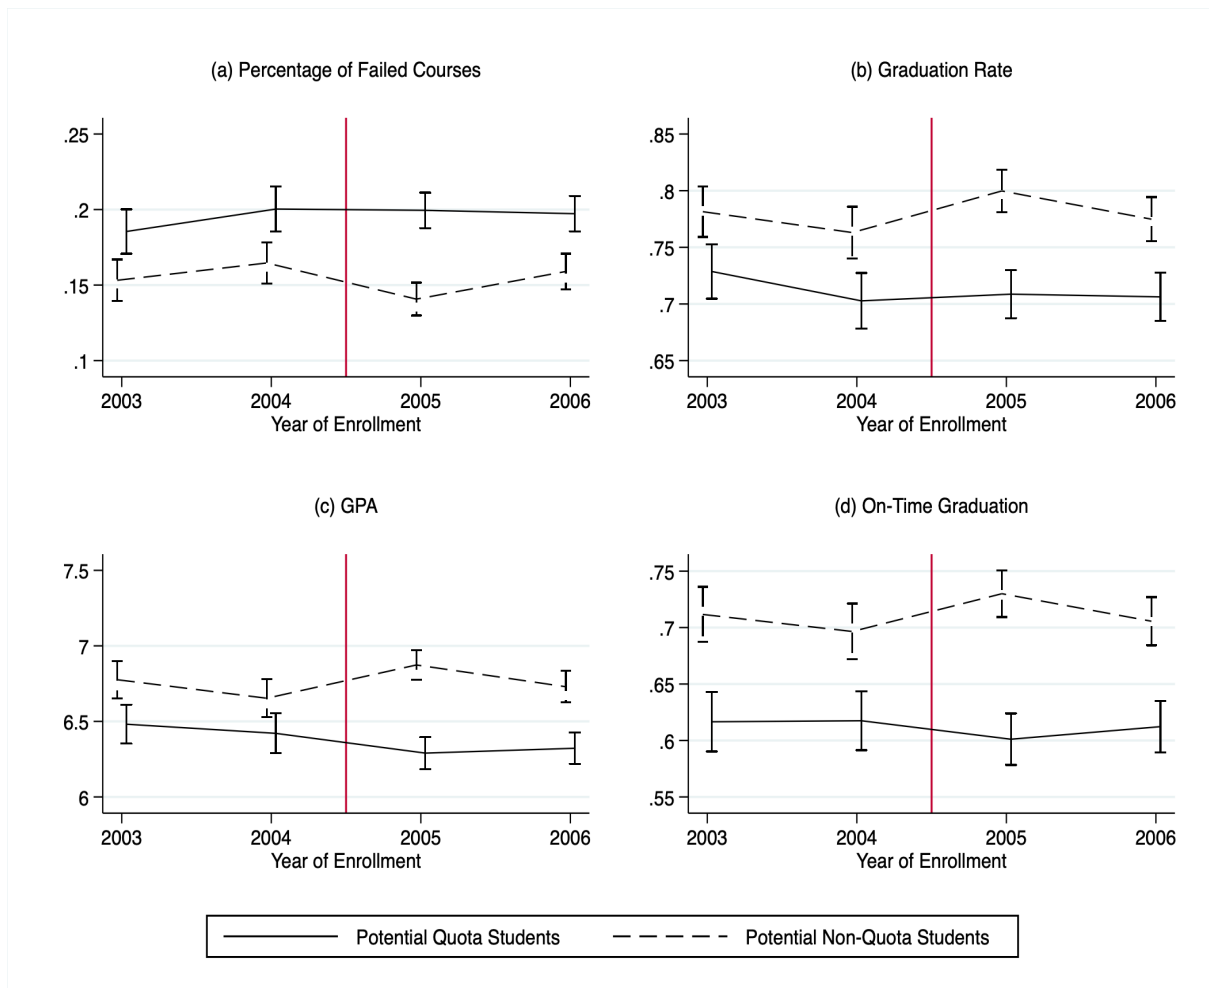 (a) Percentage of Failed Courses
.25
.2
.15
.1
2003 2004 2005 2006
Year of Enrollment
(b) Graduation Rate
.85
.8
.75
.7
.65
2003 2004 2005 2006
Year of Enrollment
(c) GPA
7.5
7
6.5
6
2003 2004 2005 2006
Year of Enrollment
(d) On-Time Graduation
.75
.7
.65
.6
.55
2003 2004 2005 2006
Year of Enrollment
Potential Quota Students Potential Non-Quota Students